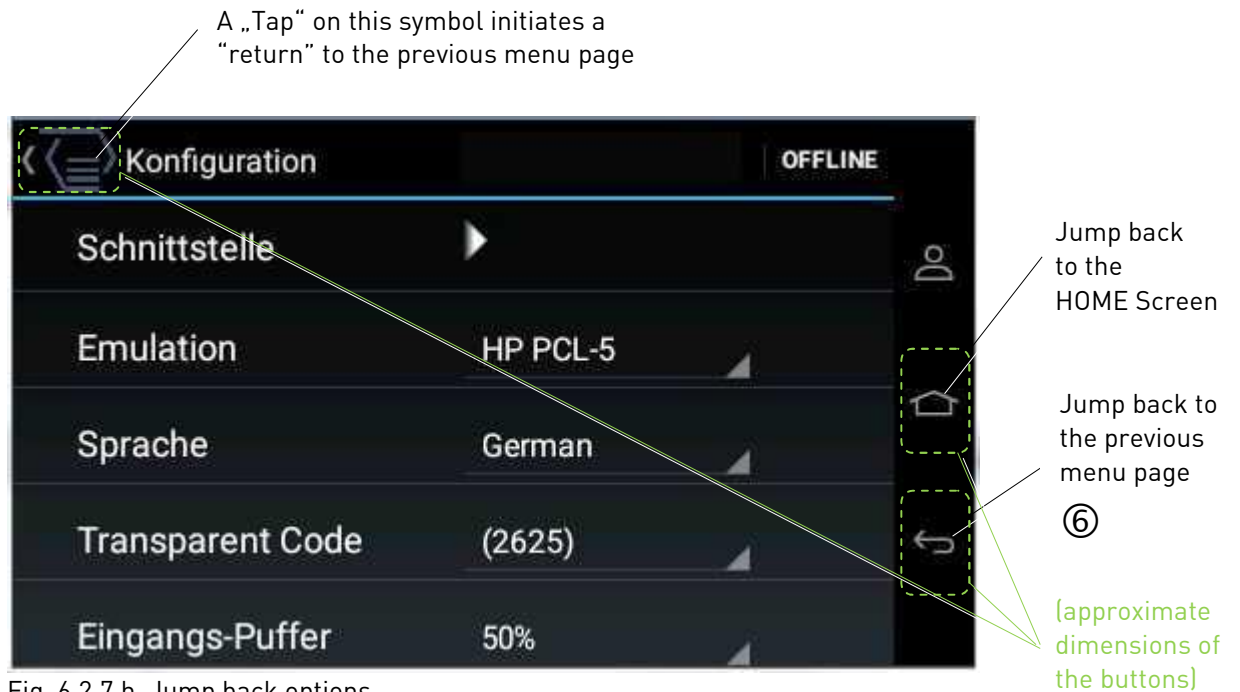 A „Tap“ on this symbol initiates a
“return” to the previous menu page
Konfiguration
OFFLINE
Schnittstelle
Emulation HP PCL-5
Sprache German
Transparent Code (2625)
Eingangs-Puffer 50%
Jump back
to the
HOME Screen
Jump back to
the previous
menu page
⑥
(approximate
dimensions of
the buttons)
Fig. 6.2.7 b Jump back options